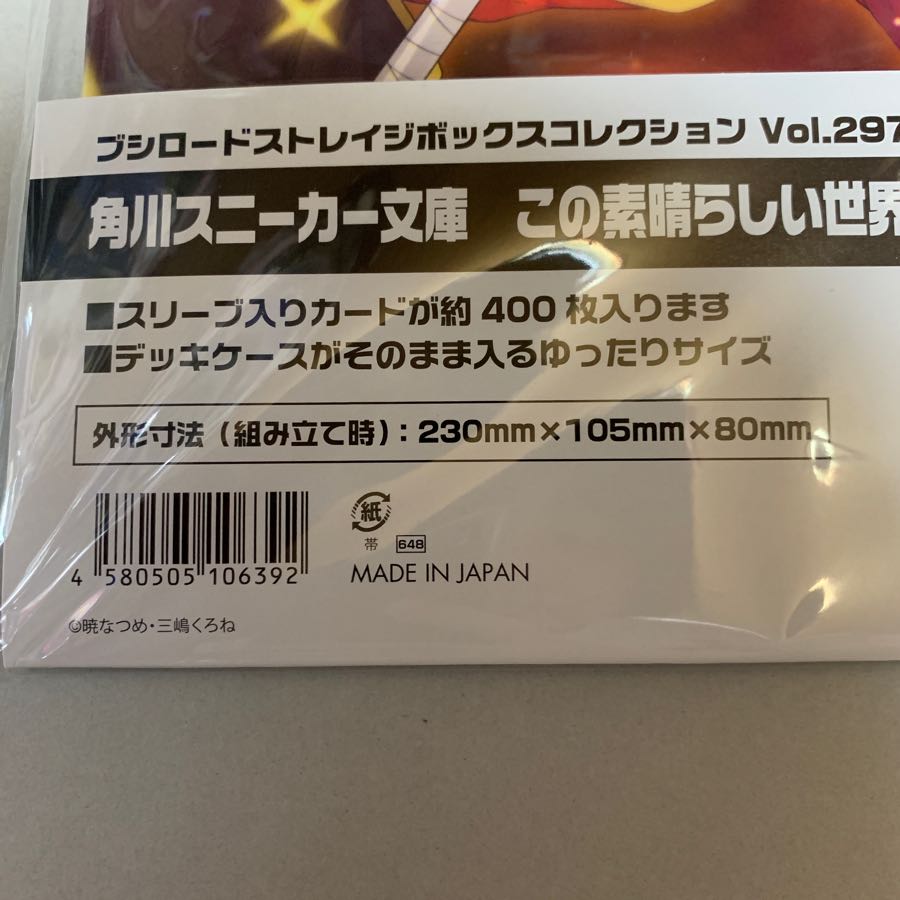 ブシロードストレイジボックスコレクション Vol.297
角川スニーカー文庫　この素晴らしい世界
■スリーブ入りカードが約 400 枚入ります
■デッキケースがそのまま入るゆったりサイズ
外形寸法（組み立て時）：230mm×105mm×80mm
紙
帯 648
4 580505 106392
MADE IN JAPAN
©暁なつめ・三嶋くろね